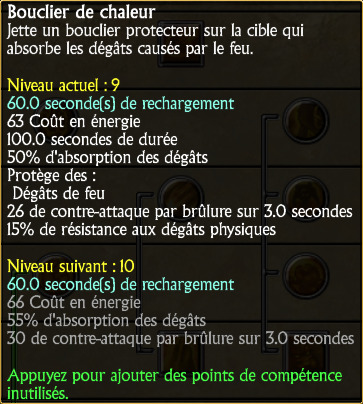 Bouclier de chaleur
Jette un bouclier protecteur sur la cible qui
absorbe les dégâts causés par le feu.
Niveau actuel : 9
60.0 seconde(s) de rechargement
63 Coût en énergie
100.0 secondes de durée
50% d'absorption des dégâts
Protège des :
Dégâts de feu
26 de contre-attaque par brûlure sur 3.0 secondes
15% de résistance aux dégâts physiques
Niveau suivant : 10
60.0 seconde(s) de rechargement
66 Coût en énergie
55% d'absorption des dégâts
30 de contre-attaque par brûlure sur 3.0 secondes
Appuyez pour ajouter des points de compétence
inutilisés.